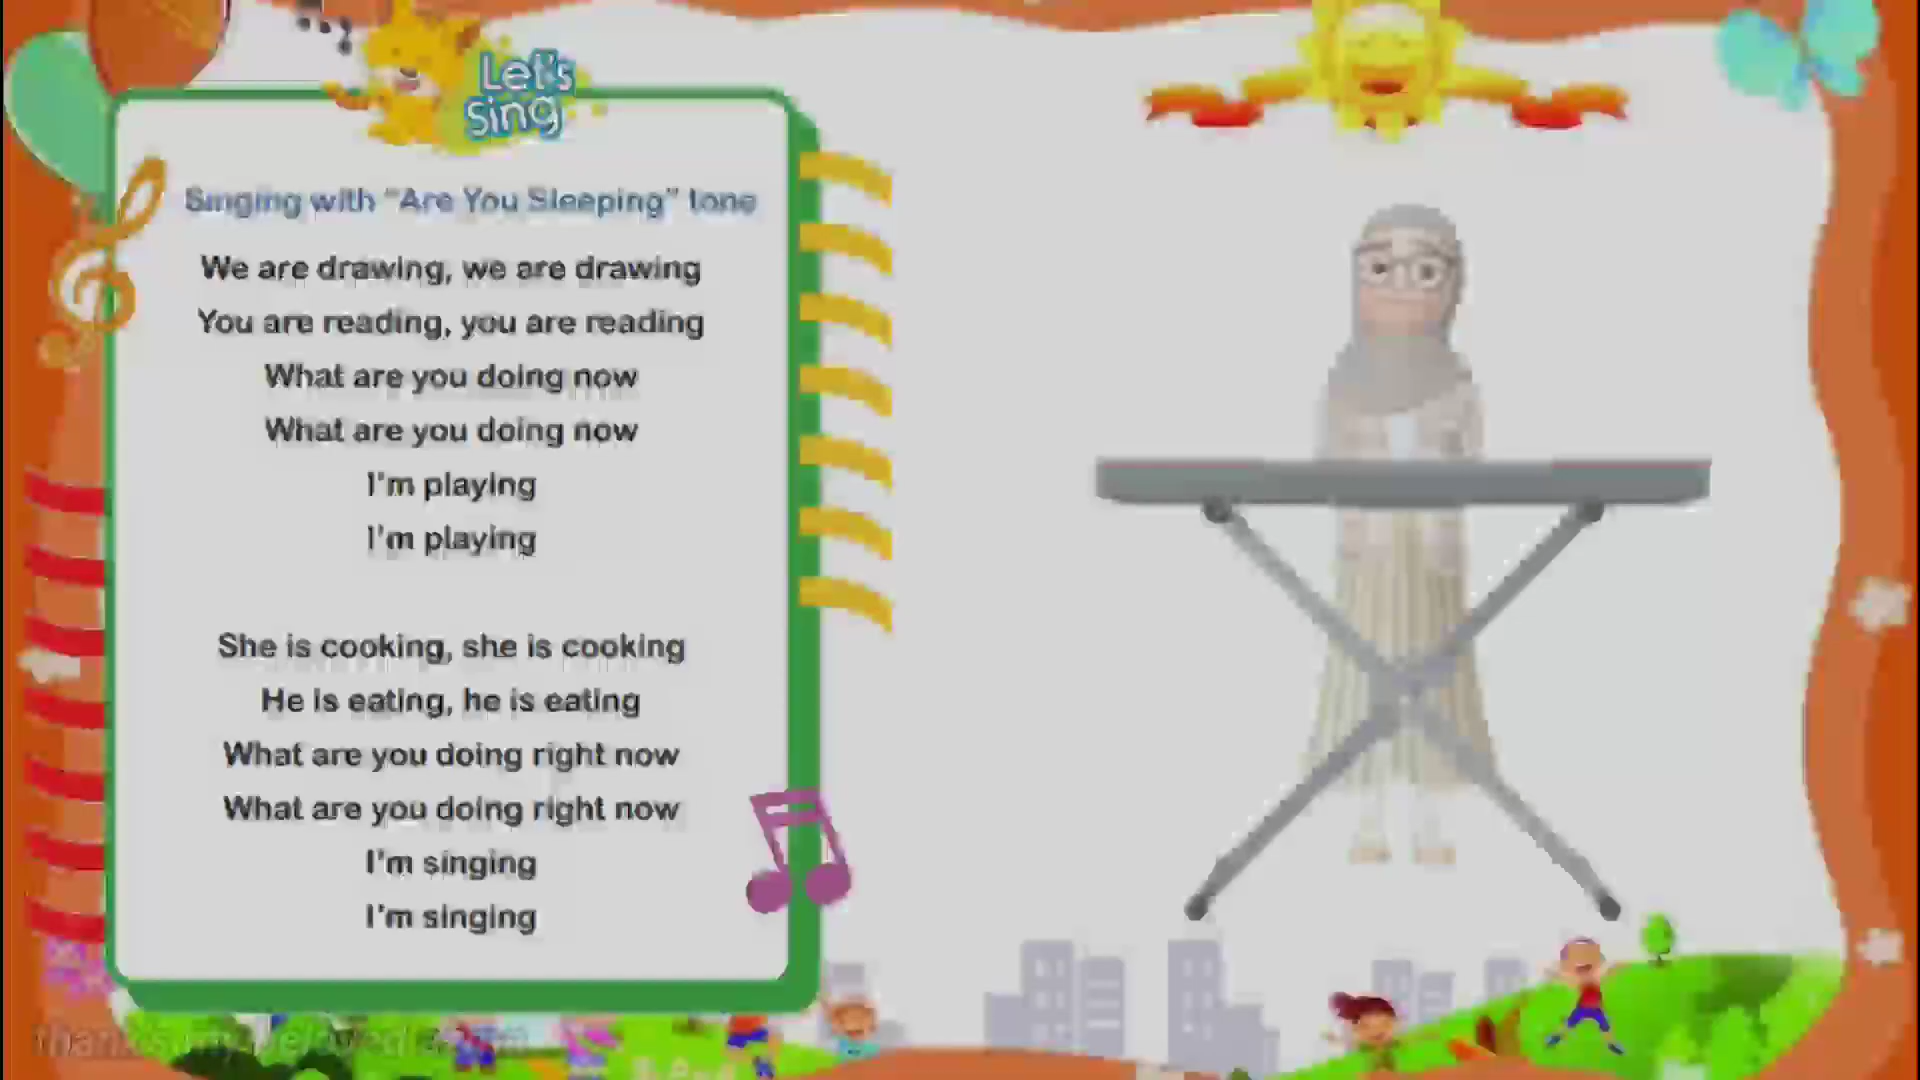 Let's
Sing
Singing with "Are You Sleeping" tone
We are drawing, we are drawing
You are reading, you are reading
What are you doing now
What are you doing now
I'm playing
I'm playing
She is cooking, she is cooking
He is eating, he is eating
What are you doing right now
What are you doing right now
I'm singing
I'm singing
thanks my beloved